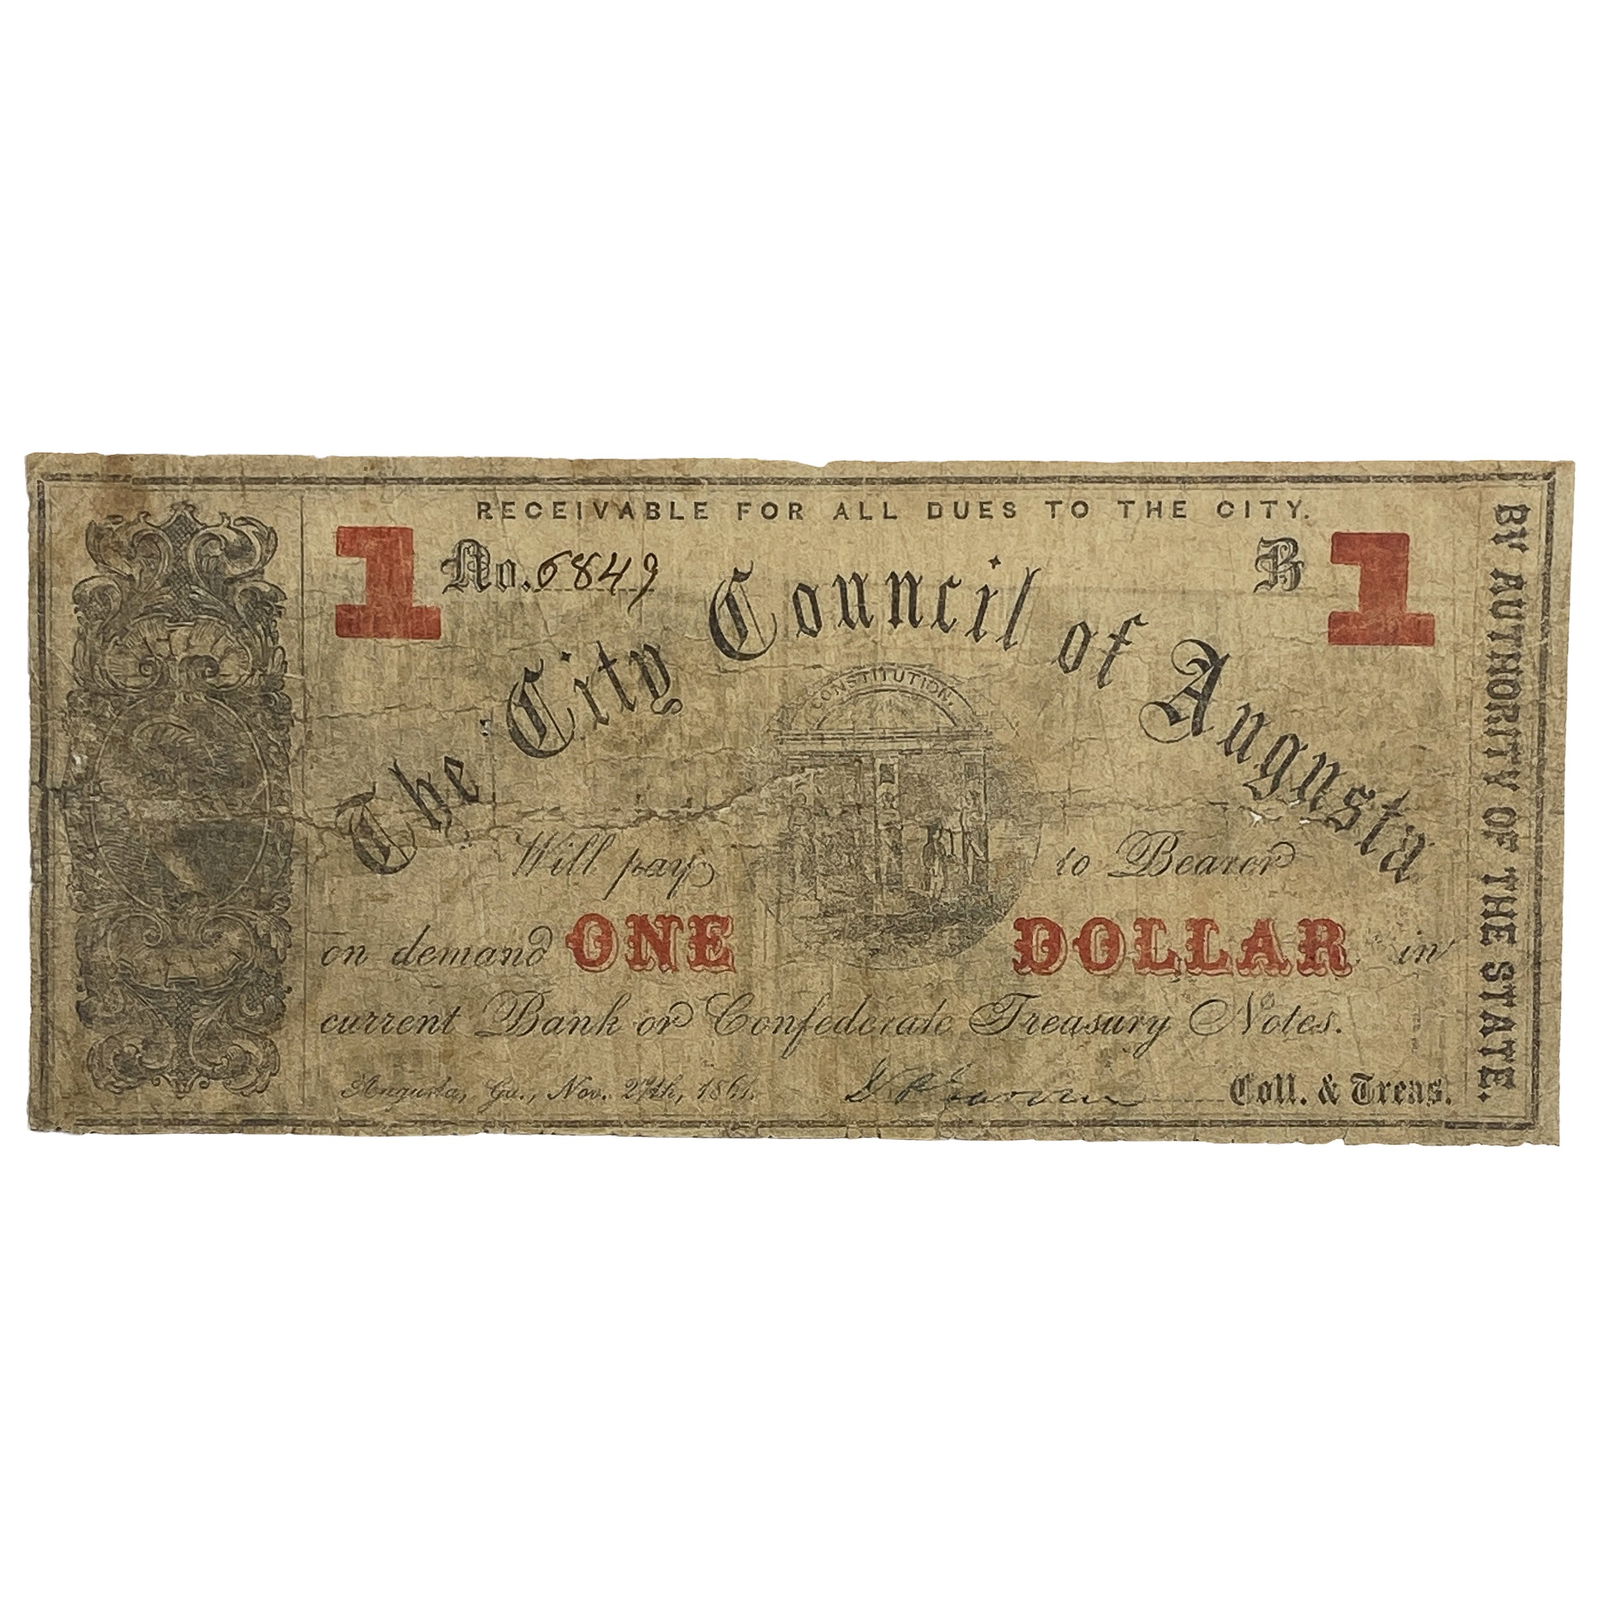 RECEIVABLE FOR ALL DUES TO THE CITY.
1 No. 6849 B 1
The City Council of Augusta
CONSTITUTION.
Will pay to Bearer
on demand ONE DOLLAR in
current Bank or Confederate Treasury Notes.
Augusta, Ga., Nov. 27th, 1861. Coll. & Treas.
BY AUTHORITY OF THE STATE.